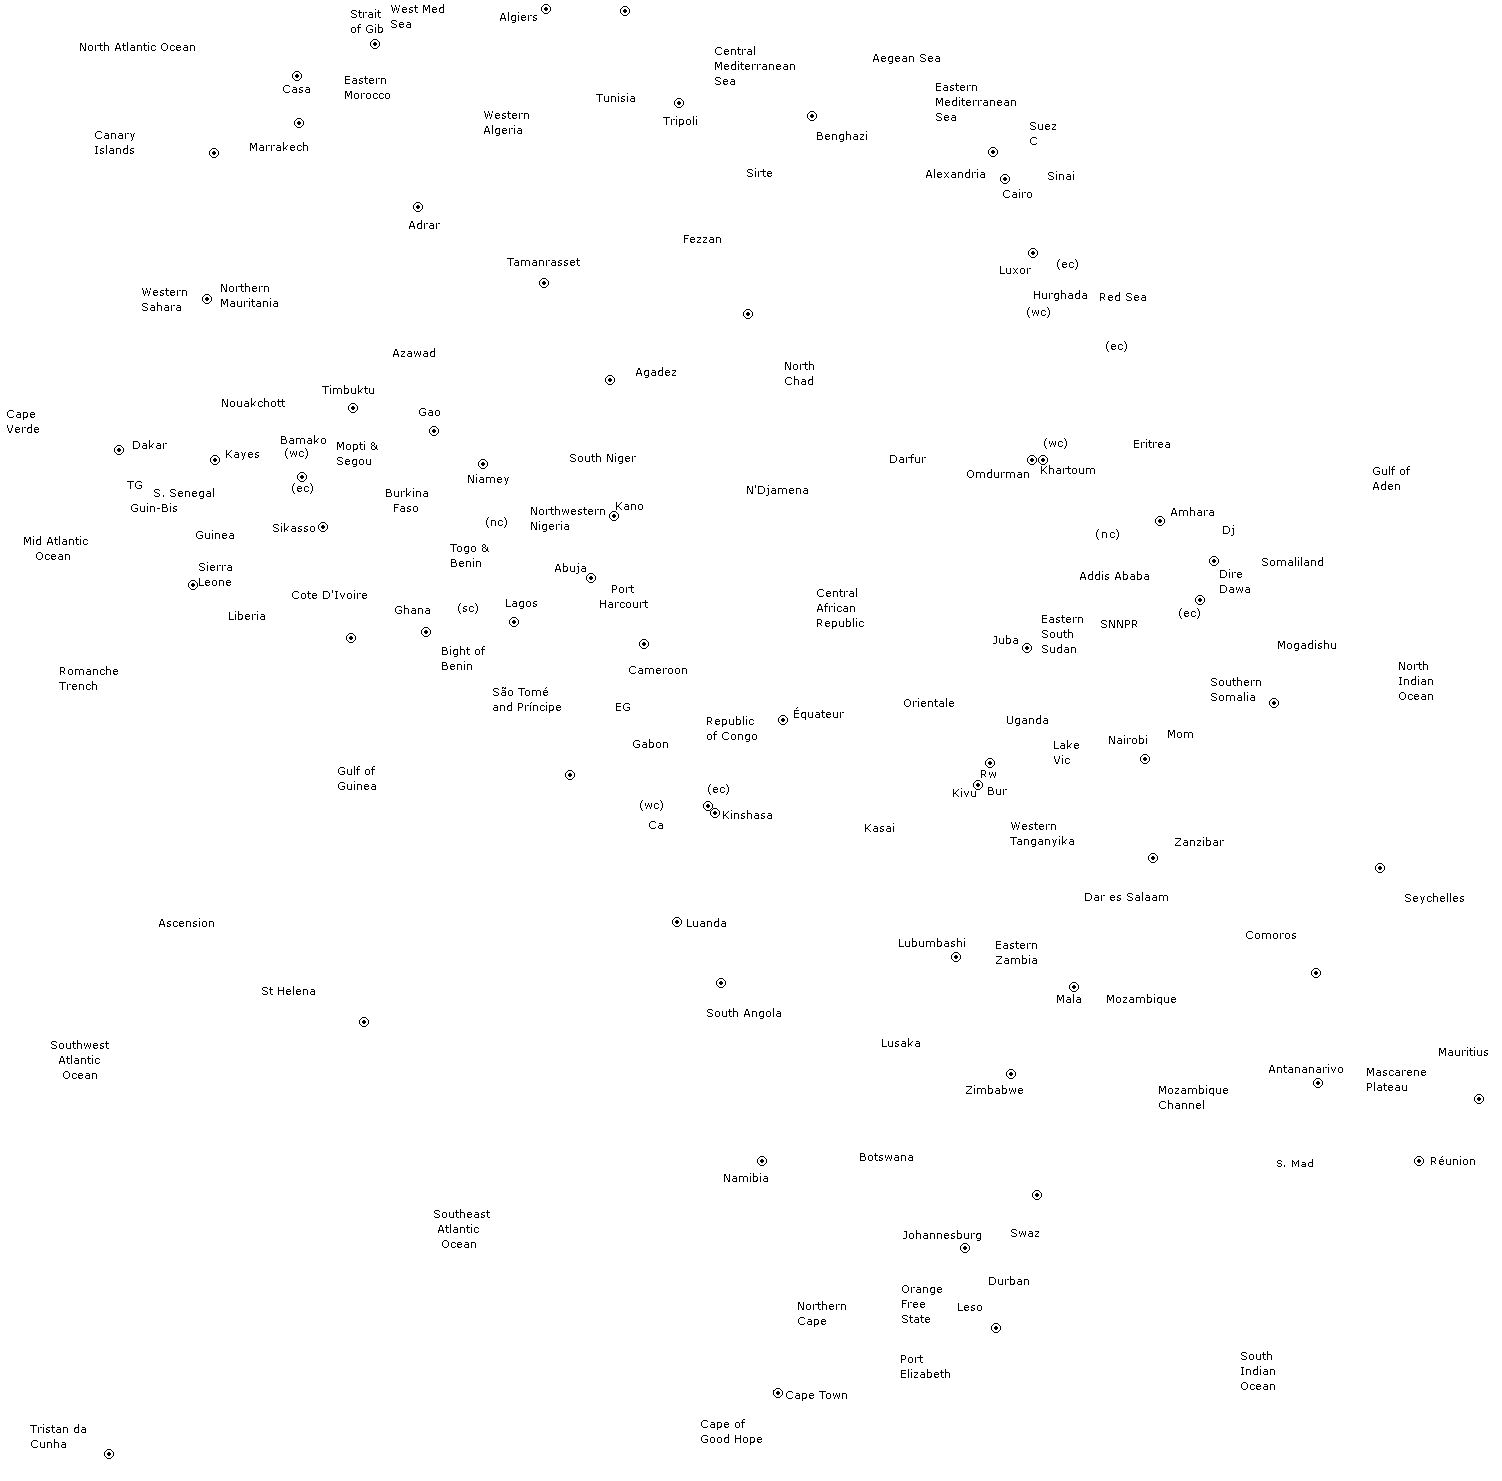 Strait
of Gib
West Med
Sea
Algiers
North Atlantic Ocean
Central
Mediterranean
Sea
Aegean Sea
Casa
Eastern
Morocco
Eastern
Mediterranean
Sea
Tunisia
Western
Algeria
Tripoli
Benghazi
Suez
C
Canary
Islands
Marrakech
Sirte
Alexandria
Sinai
Cairo
Adrar
Fezzan
Tamanrasset
Luxor
(ec)
Western
Sahara
Northern
Mauritania
Hurghada
Red Sea
(wc)
(ec)
Azawad
North
Chad
Agadez
Timbuktu
Nouakchott
Gao
Cape
Verde
Dakar
Kayes
Bamako
(wc)
Mopti &
Segou
(ec)
South Niger
Darfur
(wc)
Omdurman
Khartoum
Eritrea
Gulf of
Aden
Niamey
TG
S. Senegal
Guin-Bis
Burkina
Faso
N'Djamena
Northwestern
Nigeria
Kano
Amhara
(nc)
Sikasso
Guinea
Mid Atlantic
Ocean
(nc)
Dj
Togo &
Benin
Abuja
Sierra
Leone
Addis Ababa
Dire
Dawa
Somaliland
Port
Harcourt
Cote D'Ivoire
Central
African
Republic
Ghana
(sc)
Lagos
(ec)
Liberia
Eastern
South
Sudan
SNNPR
Juba
Mogadishu
Bight of
Benin
Cameroon
Romanche
Trench
North
Indian
Ocean
Southern
Somalia
São Tomé
and Príncipe
EG
Orientale
Équateur
Republic
of Congo
Uganda
Gabon
Lake
Vic
Nairobi
Mom
Gulf of
Guinea
Rw
Kivu
Bur
(ec)
(wc)
Kinshasa
Ca
Kasai
Western
Tanganyika
Zanzibar
Dar es Salaam
Seychelles
Ascension
Luanda
Comoros
Lubumbashi
Eastern
Zambia
St Helena
Mala
Mozambique
South Angola
Southwest
Atlantic
Ocean
Lusaka
Mauritius
Antananarivo
Mascarene
Plateau
Zimbabwe
Mozambique
Channel
Botswana
S. Mad
Réunion
Namibia
Southeast
Atlantic
Ocean
Johannesburg
Swaz
Durban
Orange
Free
State
Leso
Northern
Cape
Port
Elizabeth
South
Indian
Ocean
Cape Town
Cape of
Good Hope
Tristan da
Cunha